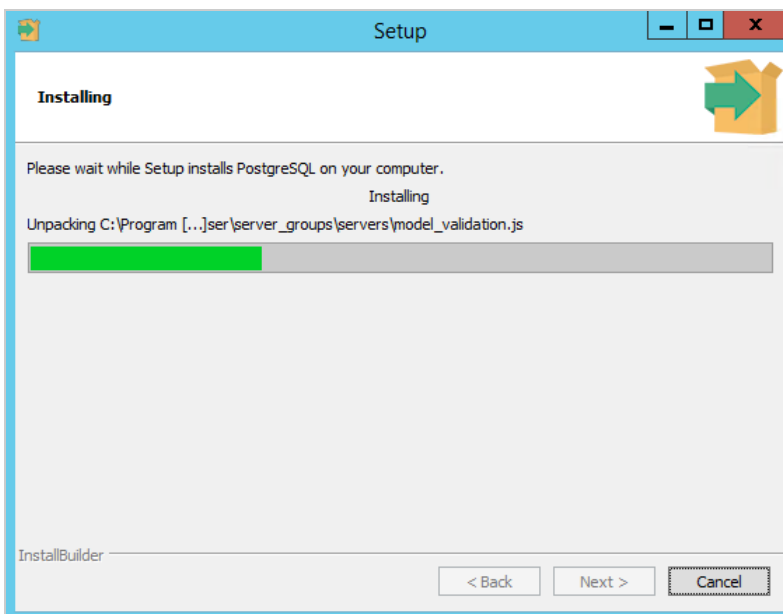 Setup
Installing
Please wait while Setup installs PostgreSQL on your computer.
Installing
Unpacking C:\Program [...]ser\server_groups\servers\model_validation.js
InstallBuilder
< Back Next > Cancel